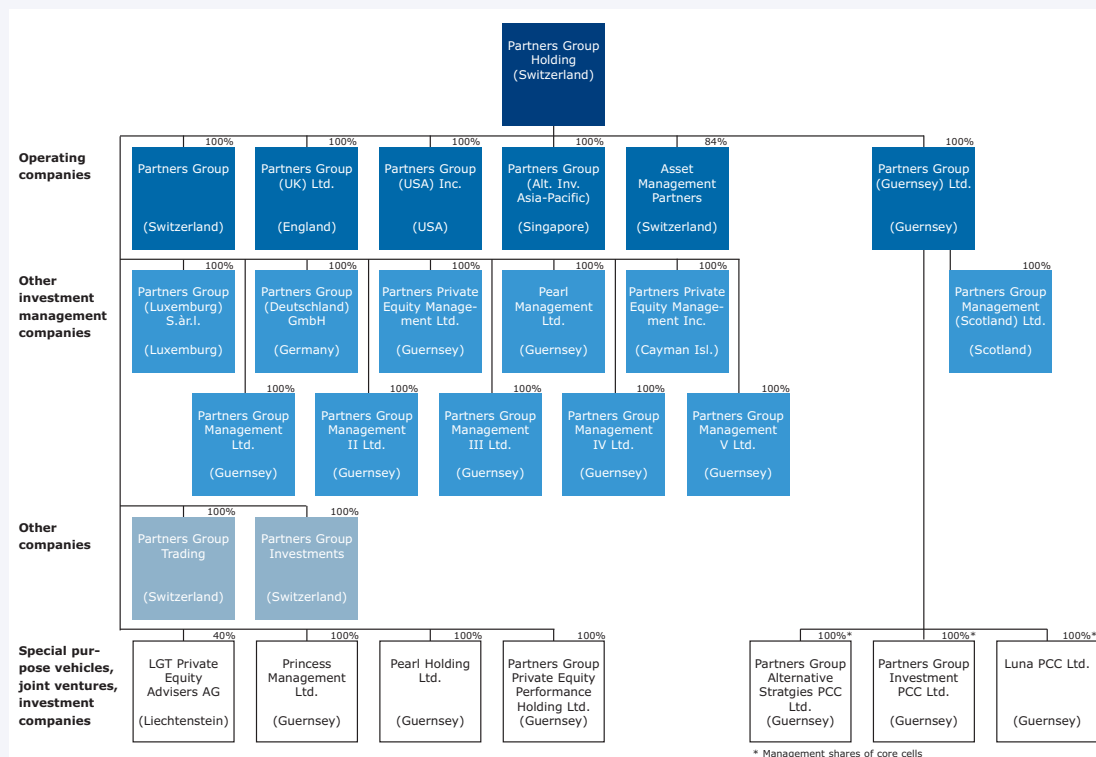 Partners Group
Holding
(Switzerland)
Operating
companies
100%
Partners Group
(Switzerland)
100%
Partners Group
(UK) Ltd.
(England)
100%
Partners Group
(USA) Inc.
(USA)
100%
Partners Group
(Alt. Inv.
Asia-Pacific)
(Singapore)
84%
Asset
Management
Partners
(Switzerland)
100%
Partners Group
(Guernsey) Ltd.
(Guernsey)
Other
investment
management
companies
100%
Partners Group
(Luxemburg)
S.àr.l.
(Luxemburg)
100%
Partners Group
(Deutschland)
GmbH
(Germany)
100%
Partners Private
Equity Manage-
ment Ltd.
(Guernsey)
100%
Pearl
Management
Ltd.
(Guernsey)
100%
Partners Private
Equity Manage-
ment Inc.
(Cayman Isl.)
100%
Partners Group
Management
(Scotland) Ltd.
(Scotland)
100%
Partners Group
Management
Ltd.
(Guernsey)
100%
Partners Group
Management
II Ltd.
(Guernsey)
100%
Partners Group
Management
III Ltd.
(Guernsey)
100%
Partners Group
Management
IV Ltd.
(Guernsey)
100%
Partners Group
Management
V Ltd.
(Guernsey)
Other
companies
100%
Partners Group
Trading
(Switzerland)
100%
Partners Group
Investments
(Switzerland)
Special pur-
pose vehicles,
joint ventures,
investment
companies
40%
LGT Private
Equity
Advisers AG
(Liechtenstein)
100%
Princess
Management
Ltd.
(Guernsey)
100%
Pearl Holding
Ltd.
(Guernsey)
100%
Partners Group
Private Equity
Performance
Holding Ltd.
(Guernsey)
100%*
Partners Group
Alternative
Stratgies PCC
Ltd.
(Guernsey)
100%*
Partners Group
Investment
PCC Ltd.
(Guernsey)
100%*
Luna PCC Ltd.
(Guernsey)
* Management shares of core cells